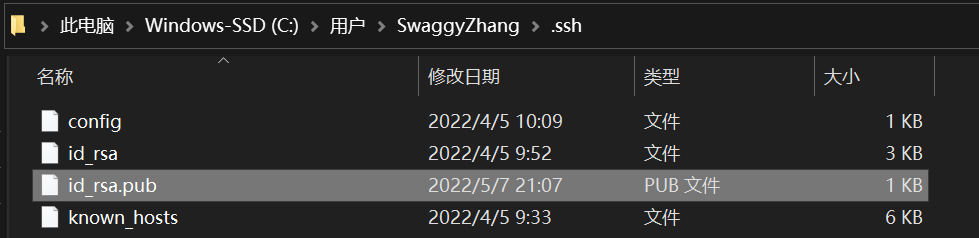 此电脑 > Windows-SSD (C:) > 用户 > SwaggyZhang > .ssh
名称 修改日期 类型 大小
config 2022/4/5 10:09 文件 1 KB
id_rsa 2022/4/5 9:52 文件 3 KB
id_rsa.pub 2022/5/7 21:07 PUB 文件 1 KB
known_hosts 2022/4/5 9:33 文件 6 KB